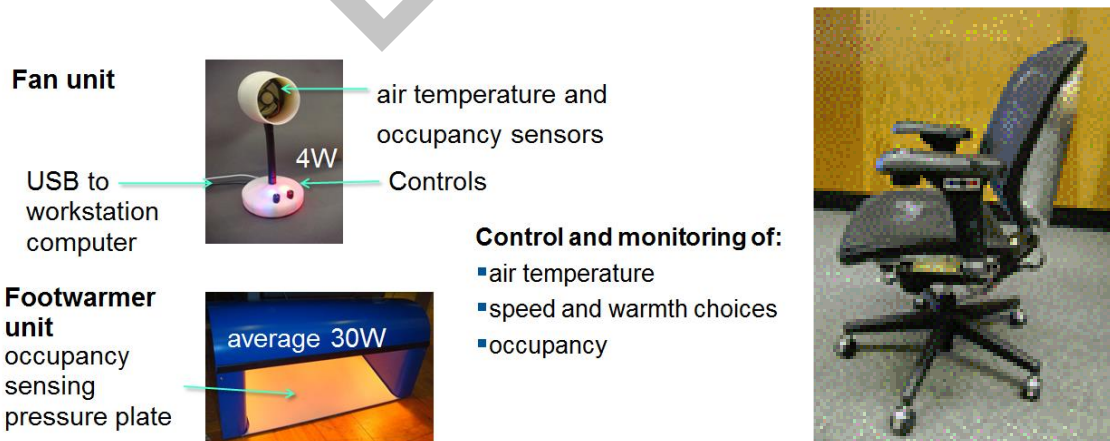 Fan unit
air temperature and
occupancy sensors
4W
USB to
workstation
computer
Controls
Control and monitoring of:
▪air temperature
▪speed and warmth choices
▪occupancy
Footwarmer
unit
occupancy
sensing
pressure plate
average 30W